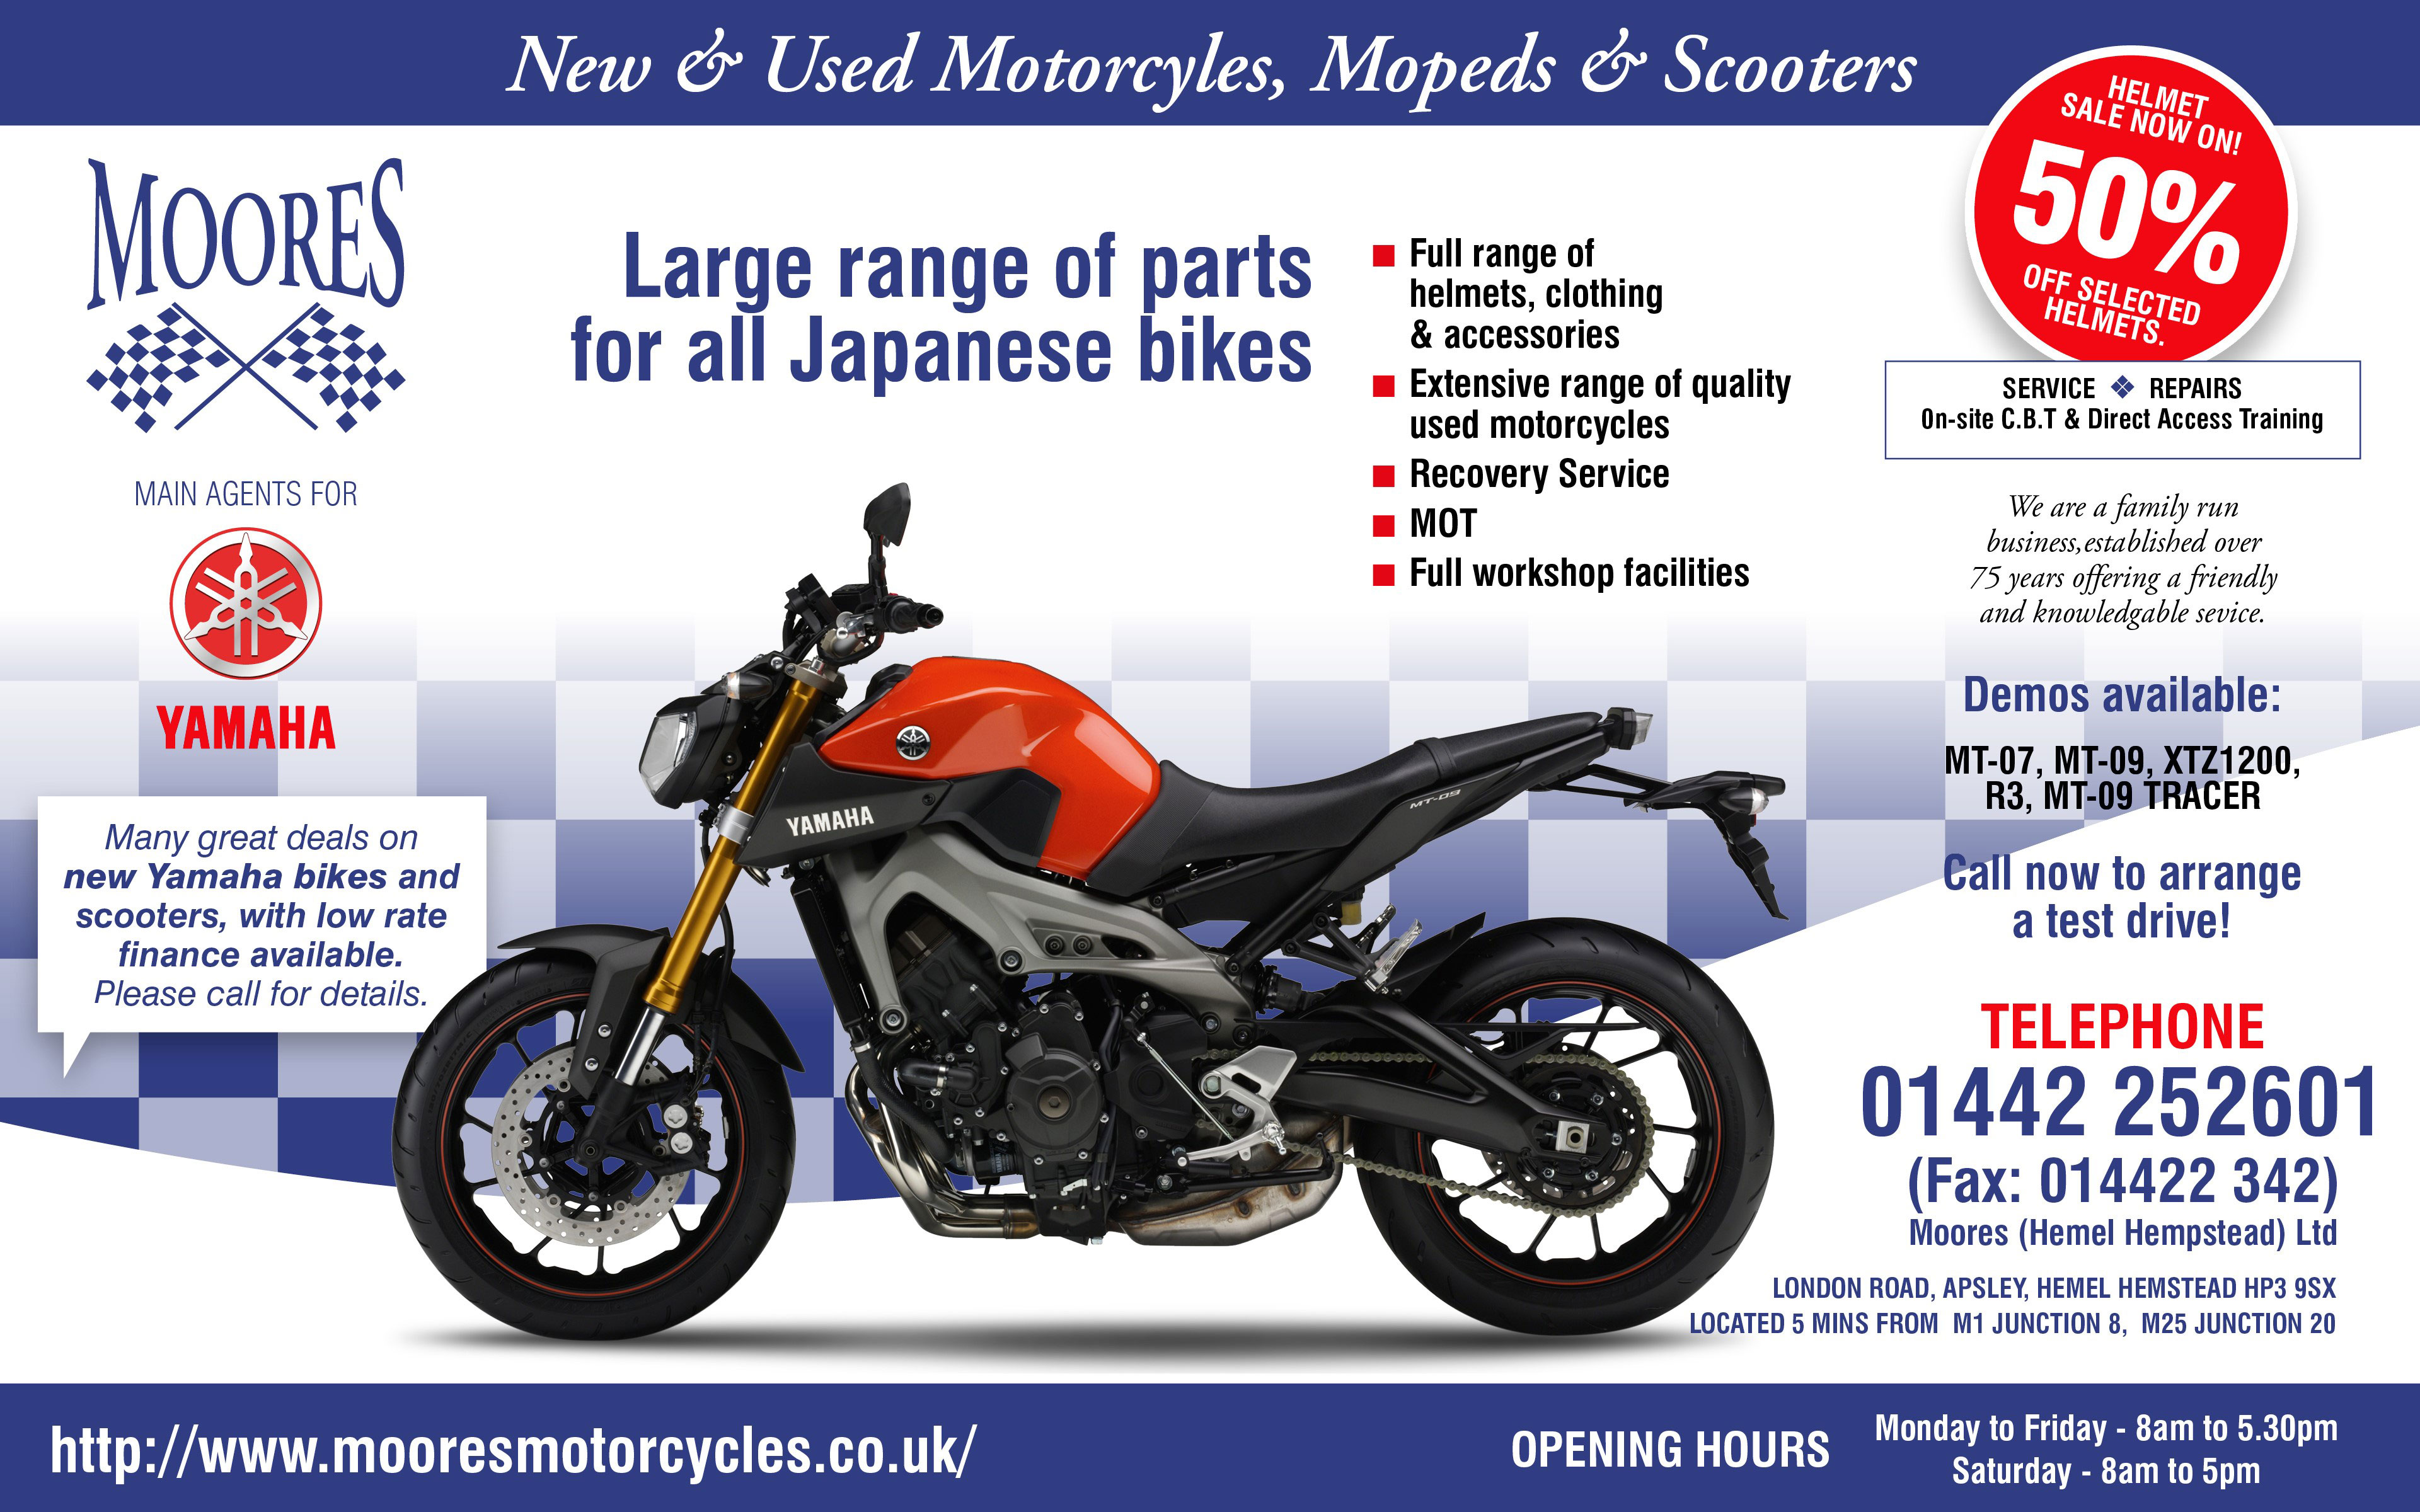 New & Used Motorcyles, Mopeds & Scooters
HELMET
SALE NOW ON!
50%
OFF SELECTED
HELMETS.
MOORES
MAIN AGENTS FOR
YAMAHA
Large range of parts
for all Japanese bikes
■ Full range of
helmets, clothing
& accessories
■ Extensive range of quality
used motorcycles
■ Recovery Service
■ MOT
■ Full workshop facilities
SERVICE ❖ REPAIRS
On-site C.B.T & Direct Access Training
We are a family run
business,established over
75 years offering a friendly
and knowledgable sevice.
Many great deals on
new Yamaha bikes and
scooters, with low rate
finance available.
Please call for details.
YAMAHA
MT-09
Demos available:
MT-07, MT-09, XTZ1200,
R3, MT-09 TRACER
Call now to arrange
a test drive!
TELEPHONE
01442 252601
(Fax: 014422 342)
Moores (Hemel Hempstead) Ltd
LONDON ROAD, APSLEY, HEMEL HEMSTEAD HP3 9SX
LOCATED 5 MINS FROM M1 JUNCTION 8, M25 JUNCTION 20
http://www.mooresmotorcycles.co.uk/
OPENING HOURS
Monday to Friday - 8am to 5.30pm
Saturday - 8am to 5pm